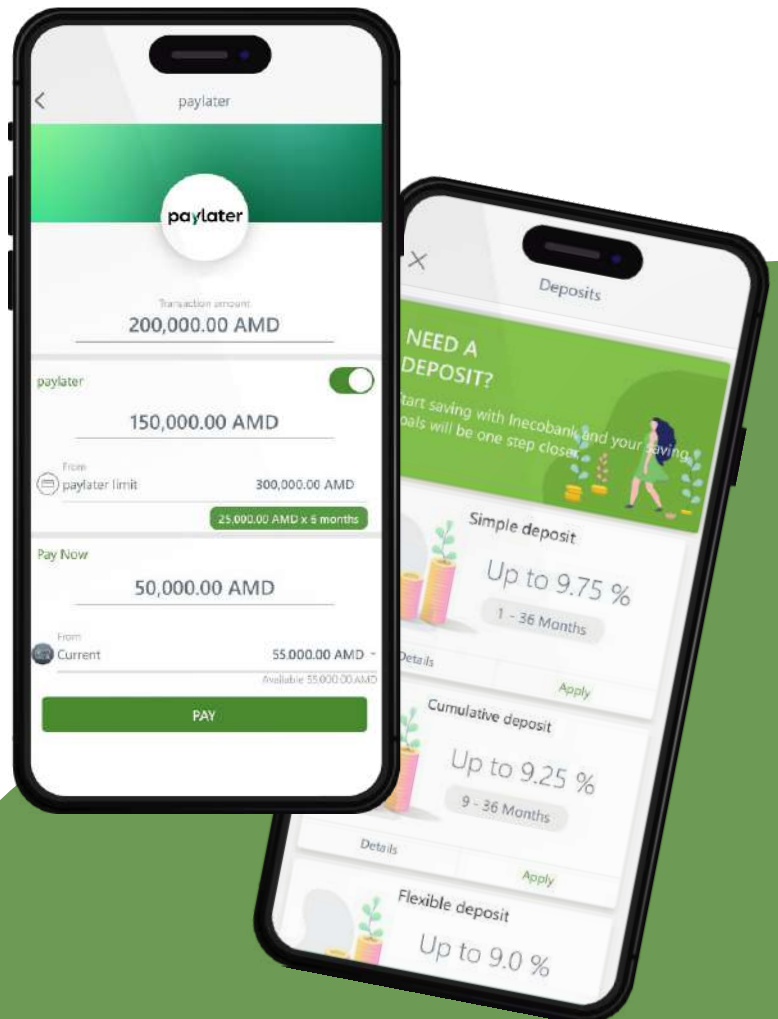 paylater
paylater
Transaction amount
200,000.00 AMD
paylater
150,000.00 AMD
From
paylater limit 300,000.00 AMD
25,000.00 AMD x 6 months
Pay Now
50,000.00 AMD
From
Current 55.000.00 AMD
Available 55,000.00 AMD
PAY
Deposits
NEED A
DEPOSIT?
tart saving with Inecobank and your saving
oals will be one step closer
Simple deposit
Up to 9.75 %
1 - 36 Months
Details Apply
Cumulative deposit
Up to 9.25 %
9 - 36 Months
Details Apply
Flexible deposit
Up to 9.0 %